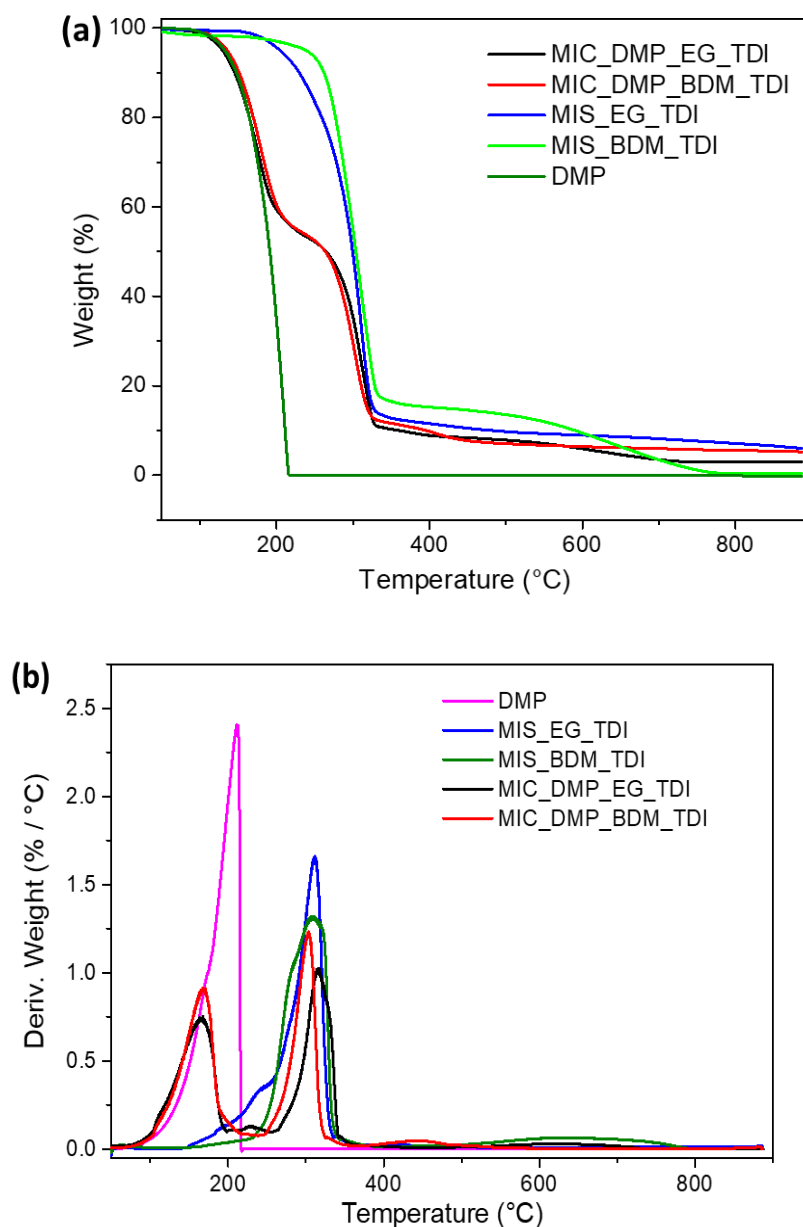 (a)
100
80
60
40
20
0
Weight (%)
MIC_DMP_EG_TDI
MIC_DMP_BDM_TDI
MIS_EG_TDI
MIS_BDM_TDI
DMP
200
400
600
800
Temperature (°C)
(b)
2.5
2.0
1.5
1.0
0.5
0.0
Deriv. Weight (% / °C)
DMP
MIS_EG_TDI
MIS_BDM_TDI
MIC_DMP_EG_TDI
MIC_DMP_BDM_TDI
200
400
600
800
Temperature (°C)